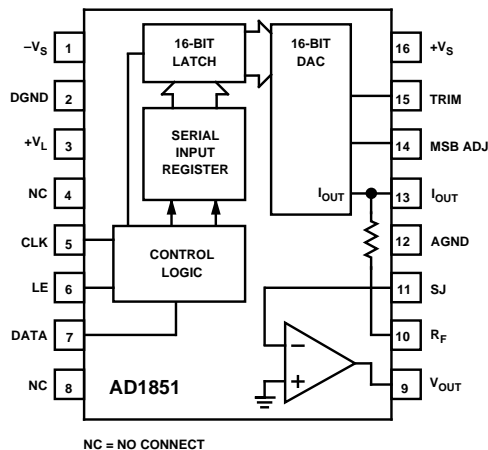 –VS 1
DGND 2
+VL 3
NC 4
CLK 5
LE 6
DATA 7
NC 8
16-BIT
LATCH
SERIAL
INPUT
REGISTER
CONTROL
LOGIC
16-BIT
DAC
IOUT
–
+
AD1851
16 +VS
15 TRIM
14 MSB ADJ
13 IOUT
12 AGND
11 SJ
10 RF
9 VOUT
NC = NO CONNECT